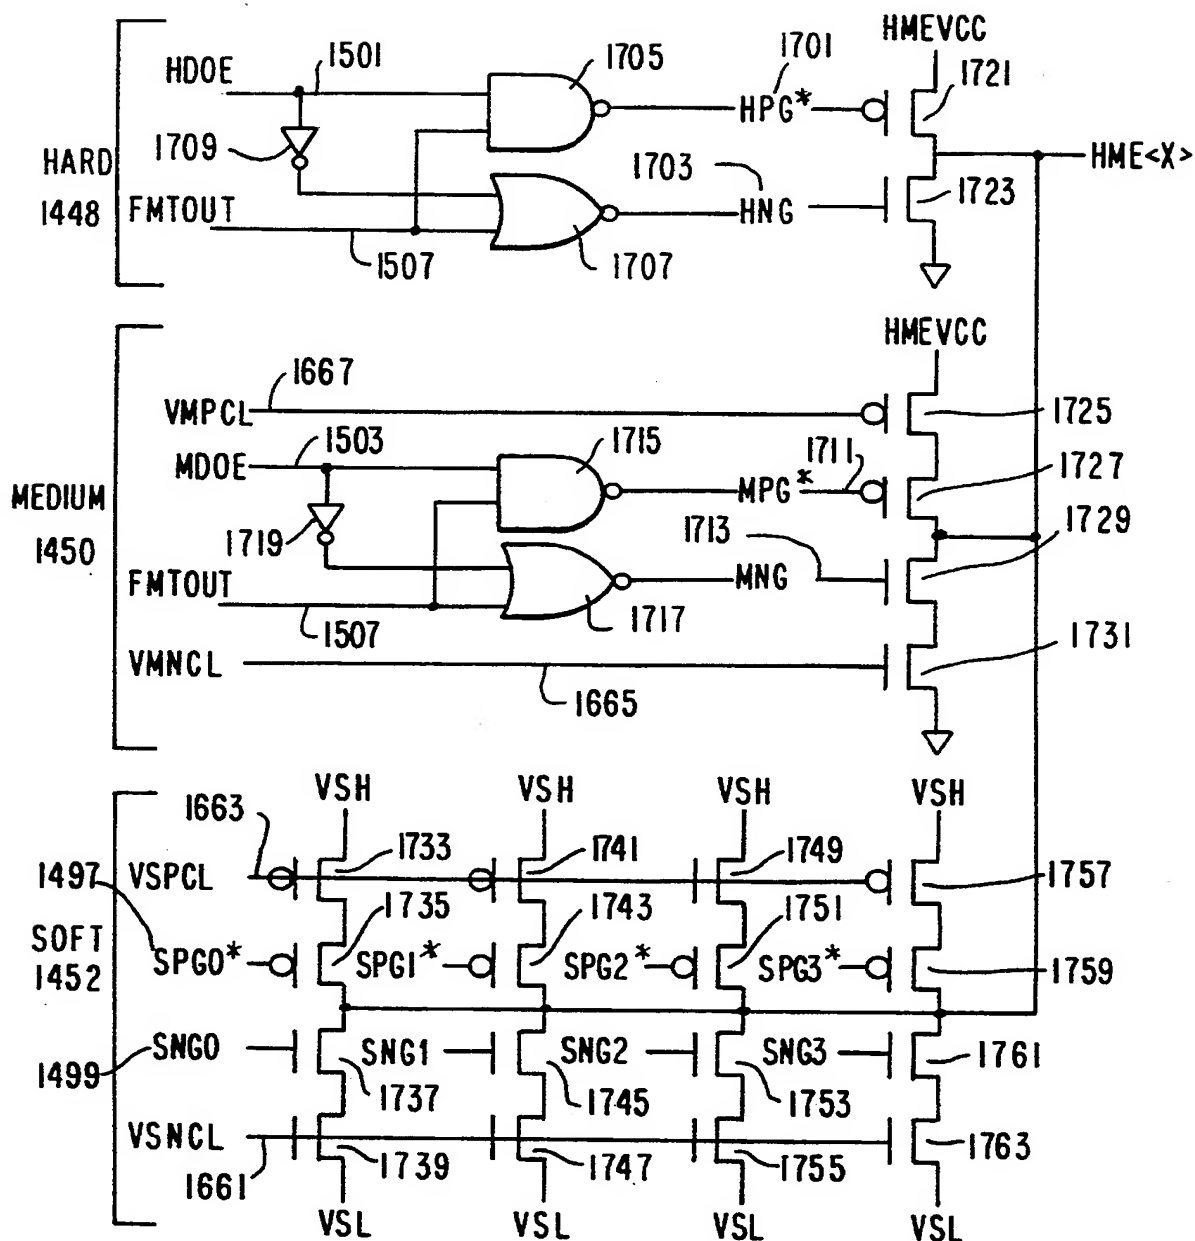 HMEVCC
1701
1705
1501
HDOE
1721
HPG*
1709
HARD
1448
1703
HME<X>
1723
HNG
FMTOUT
1507
1707
HMEVCC
1667
VMPCL
1725
1503
1715
MDOE
1711
1727
MPG*
MEDIUM
1450
1719
1713
1729
FMTOUT
MNG
1507
1717
1731
VMNCL
1665
VSH
VSH
VSH
VSH
1663
1733
1741
1749
1497
VSPCL
1757
1735
1743
1751
SOFT
1452
SPG0*
SPG1*
SPG2*
SPG3*
1759
SNG0
SNG1
SNG2
SNG3
1761
1499
1737
1745
1753
VSNCL
1763
1661
1739
1747
1755
VSL
VSL
VSL
VSL